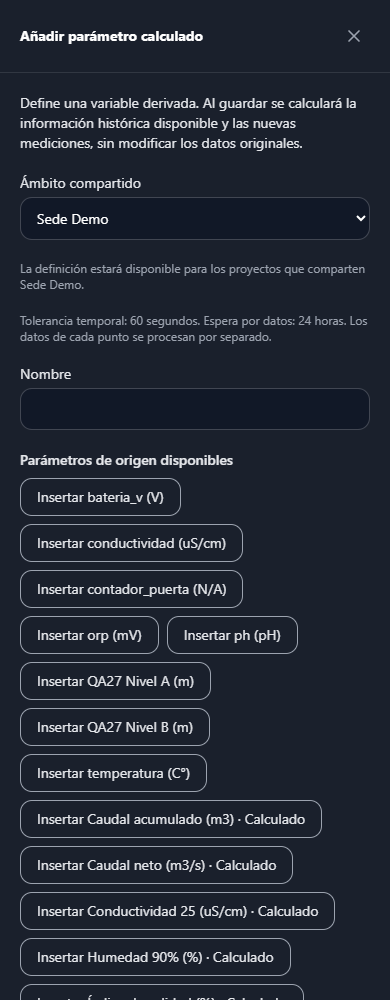 Añadir parámetro calculado
Define una variable derivada. Al guardar se calculará la
información histórica disponible y las nuevas
mediciones, sin modificar los datos originales.
Ámbito compartido
Sede Demo
La definición estará disponible para los proyectos que comparten
Sede Demo.
Tolerancia temporal: 60 segundos. Espera por datos: 24 horas. Los
datos de cada punto se procesan por separado.
Nombre
Parámetros de origen disponibles
Insertar bateria_v (V)
Insertar conductividad (uS/cm)
Insertar contador_puerta (N/A)
Insertar orp (mV)
Insertar ph (pH)
Insertar QA27 Nivel A (m)
Insertar QA27 Nivel B (m)
Insertar temperatura (C°)
Insertar Caudal acumulado (m3) · Calculado
Insertar Caudal neto (m3/s) · Calculado
Insertar Conductividad 25 (uS/cm) · Calculado
Insertar Humedad 90% (%) · Calculado